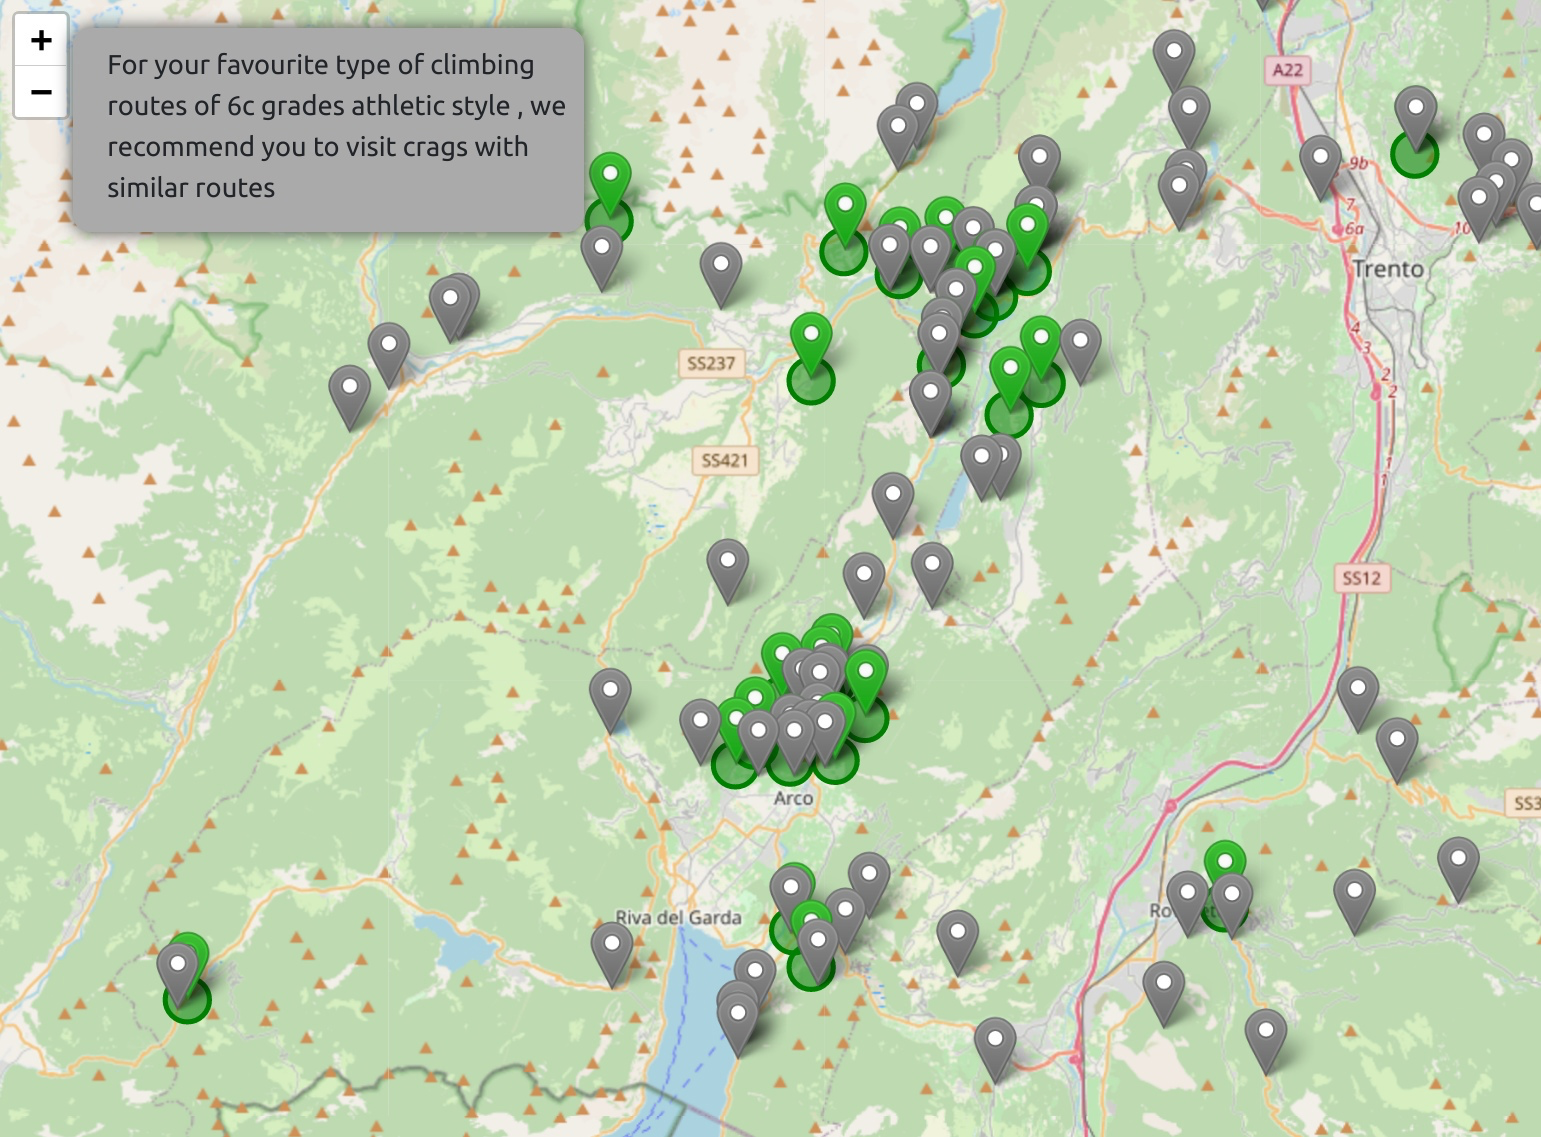 +
−
For your favourite type of climbing
routes of 6c grades athletic style , we
recommend you to visit crags with
similar routes
A22
9b
7
6a
10
Trento
4
3
2
2
SS237
SS421
1
1
SS12
Arco
SS3
Riva del Garda
Ro